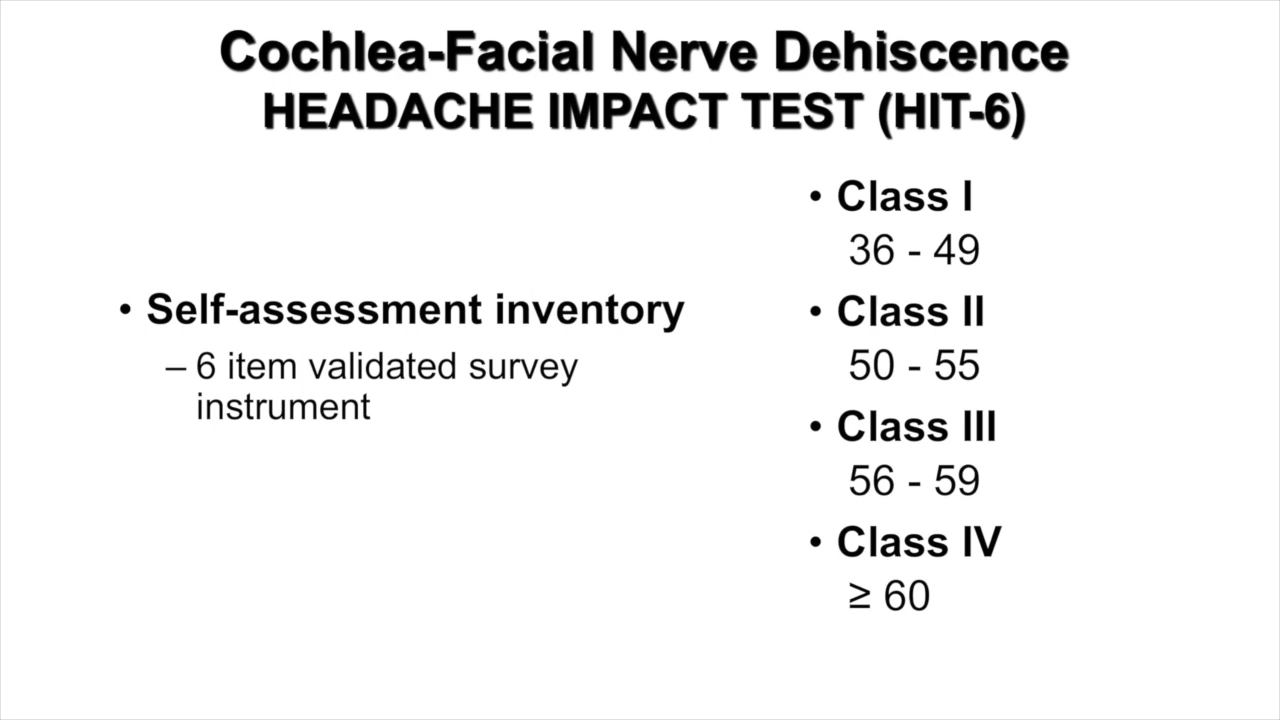 Cochlea-Facial Nerve Dehiscence
HEADACHE IMPACT TEST (HIT-6)
• Self-assessment inventory
– 6 item validated survey
instrument
• Class I
36 - 49
• Class II
50 - 55
• Class III
56 - 59
• Class IV
≥ 60